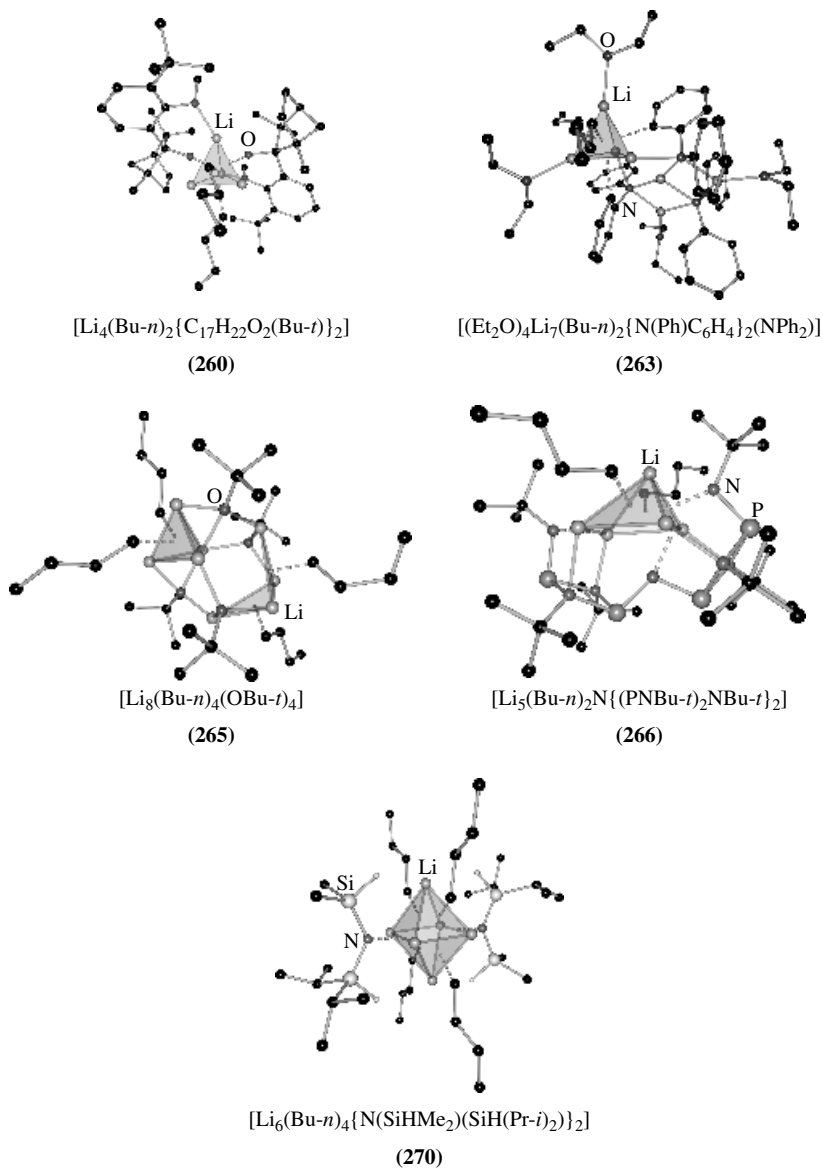 O
Li
Li
O
N
[Li4(Bu-n)2{C17H22O2(Bu-t)}2]
[(Et2O)4Li7(Bu-n)2{N(Ph)C6H4}2(NPh2)]
(260)
(263)
Li
O
N
P
Li
[Li8(Bu-n)4(OBu-t)4]
[Li5(Bu-n)2N{(PNBu-t)2NBu-t}2]
(265)
(266)
Li
Si
N
[Li6(Bu-n)4{N(SiHMe2)(SiH(Pr-i)2)}2]
(270)